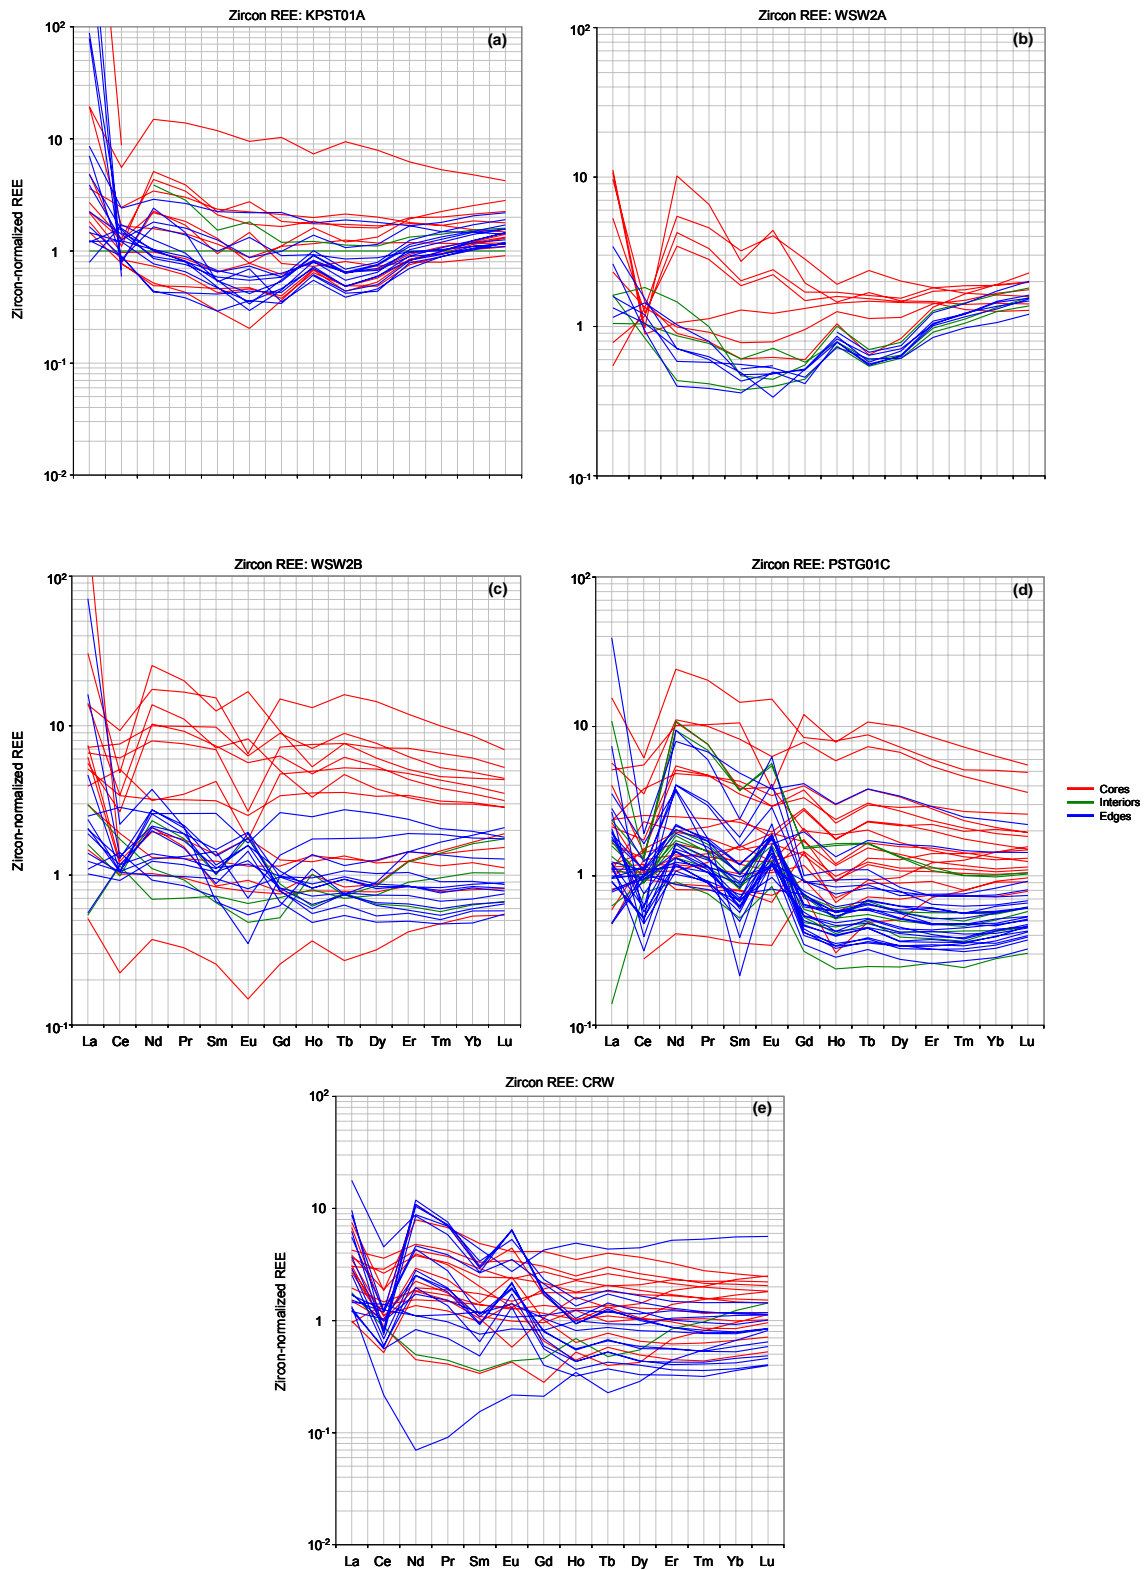 Zircon REE: KPST01A
(a)
10²
10
1
10⁻¹
10⁻²
Zircon-normalized REE
Zircon REE: WSW2A
(b)
10²
10
1
10⁻¹
Zircon REE: WSW2B
(c)
10²
10
1
10⁻¹
Zircon-normalized REE
La Ce Nd Pr Sm Eu Gd Ho Tb Dy Er Tm Yb Lu
Zircon REE: PSTG01C
(d)
10²
10
1
10⁻¹
La Ce Nd Pr Sm Eu Gd Ho Tb Dy Er Tm Yb Lu
Cores
Interiors
Edges
Zircon REE: CRW
(e)
10²
10
1
10⁻¹
10⁻²
Zircon-normalized REE
La Ce Nd Pr Sm Eu Gd Ho Tb Dy Er Tm Yb Lu